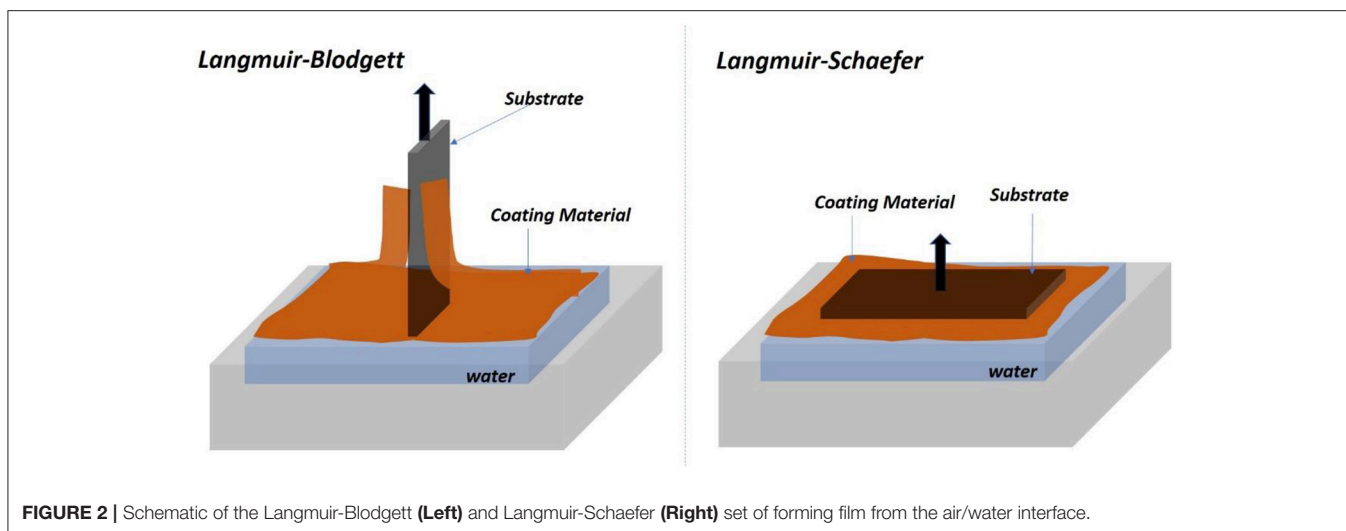 Langmuir-Blodgett
Substrate
Coating Material
water
Langmuir-Schaefer
Coating Material
Substrate
water
FIGURE 2 | Schematic of the Langmuir-Blodgett (Left) and Langmuir-Schaefer (Right) set of forming film from the air/water interface.